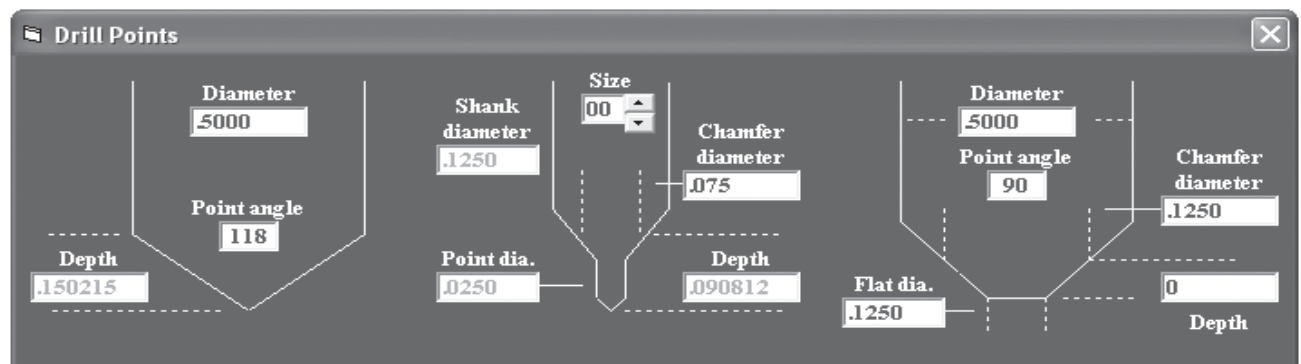 Drill Points
Diameter
.5000
Point angle
118
Depth
.150215
Size
00
Shank
diameter
.1250
Chamfer
diameter
.075
Point dia.
.0250
Depth
.090812
Diameter
.5000
Point angle
90
Chamfer
diameter
.1250
Flat dia.
.1250
0
Depth